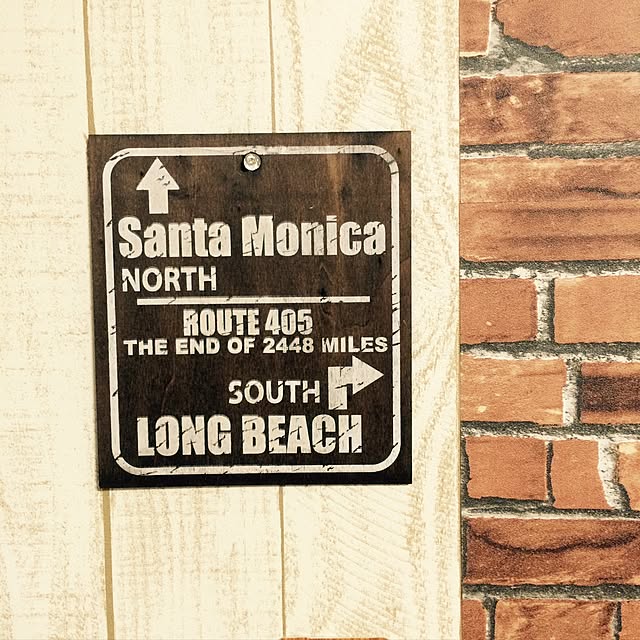 Santa Monica
NORTH
ROUTE 405
THE END OF 2448 MILES
SOUTH
LONG BEACH